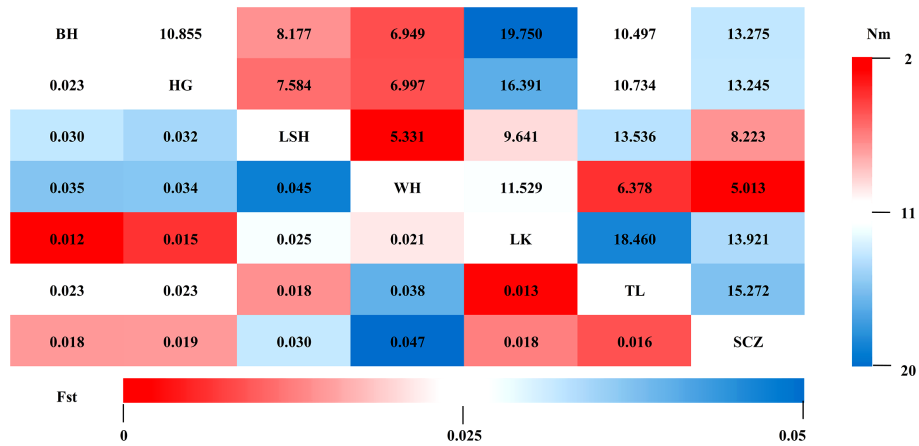 BH 10.855 8.177 6.949 19.750 10.497 13.275
Nm
0.023 HG 7.584 6.997 16.391 10.734 13.245
2
0.030 0.032 LSH 5.331 9.641 13.536 8.223
0.035 0.034 0.045 WH 11.529 6.378 5.013
11
0.012 0.015 0.025 0.021 LK 18.460 13.921
0.023 0.023 0.018 0.038 0.013 TL 15.272
0.018 0.019 0.030 0.047 0.018 0.016 SCZ
20
Fst
0 0.025 0.05